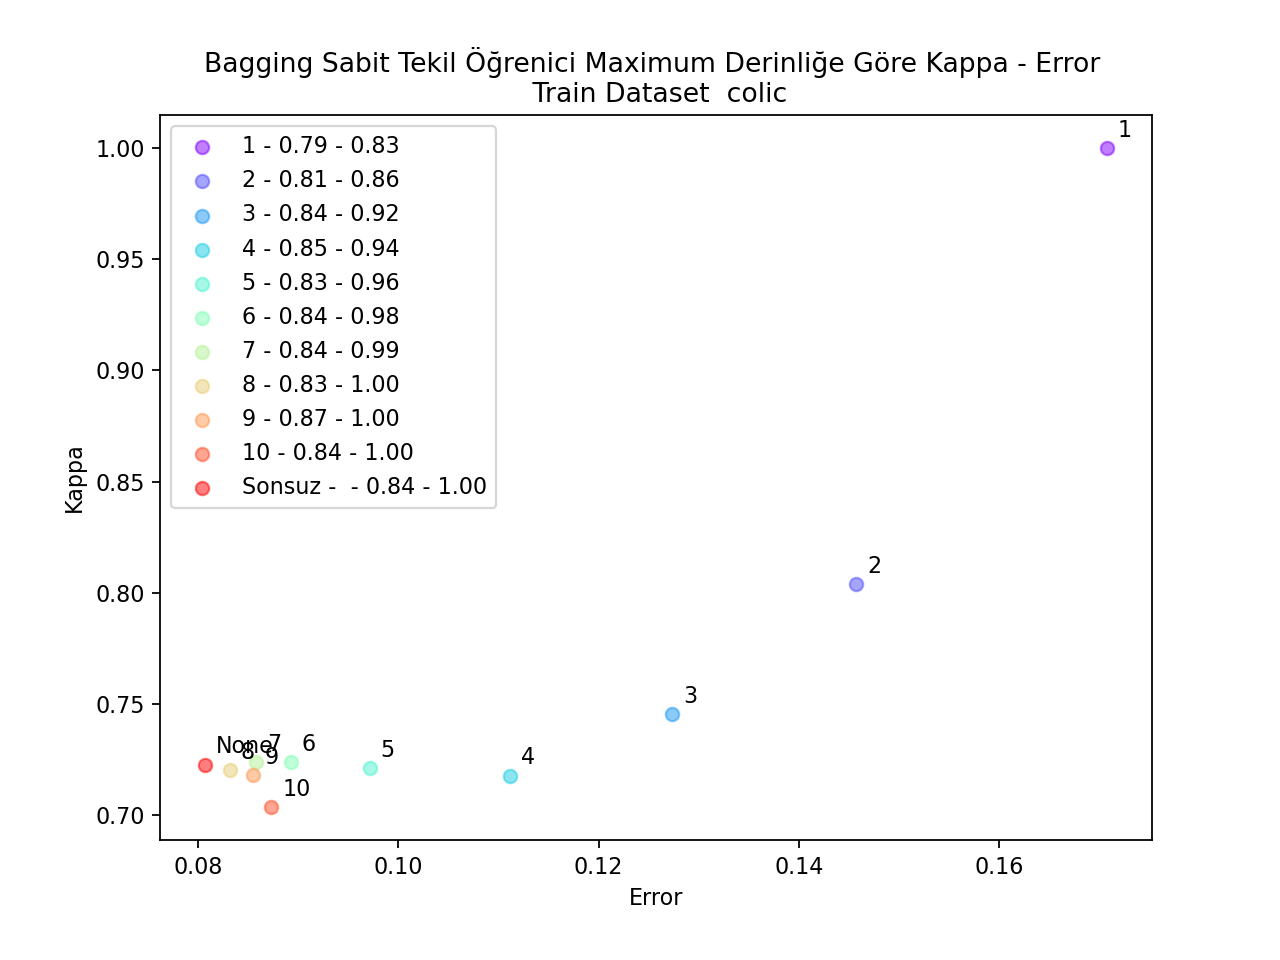 Bagging Sabit Tekil Öğrenici Maximum Derinliğe Göre Kappa - Error
Train Dataset  colic
1 - 0.79 - 0.83
2 - 0.81 - 0.86
3 - 0.84 - 0.92
4 - 0.85 - 0.94
5 - 0.83 - 0.96
6 - 0.84 - 0.98
7 - 0.84 - 0.99
8 - 0.83 - 1.00
9 - 0.87 - 1.00
10 - 0.84 - 1.00
Sonsuz -  - 0.84 - 1.00
Kappa
1.00
0.95
0.90
0.85
0.80
0.75
0.70
1
2
3
4
5
6
7
None
8
9
10
0.08
0.10
0.12
0.14
0.16
Error